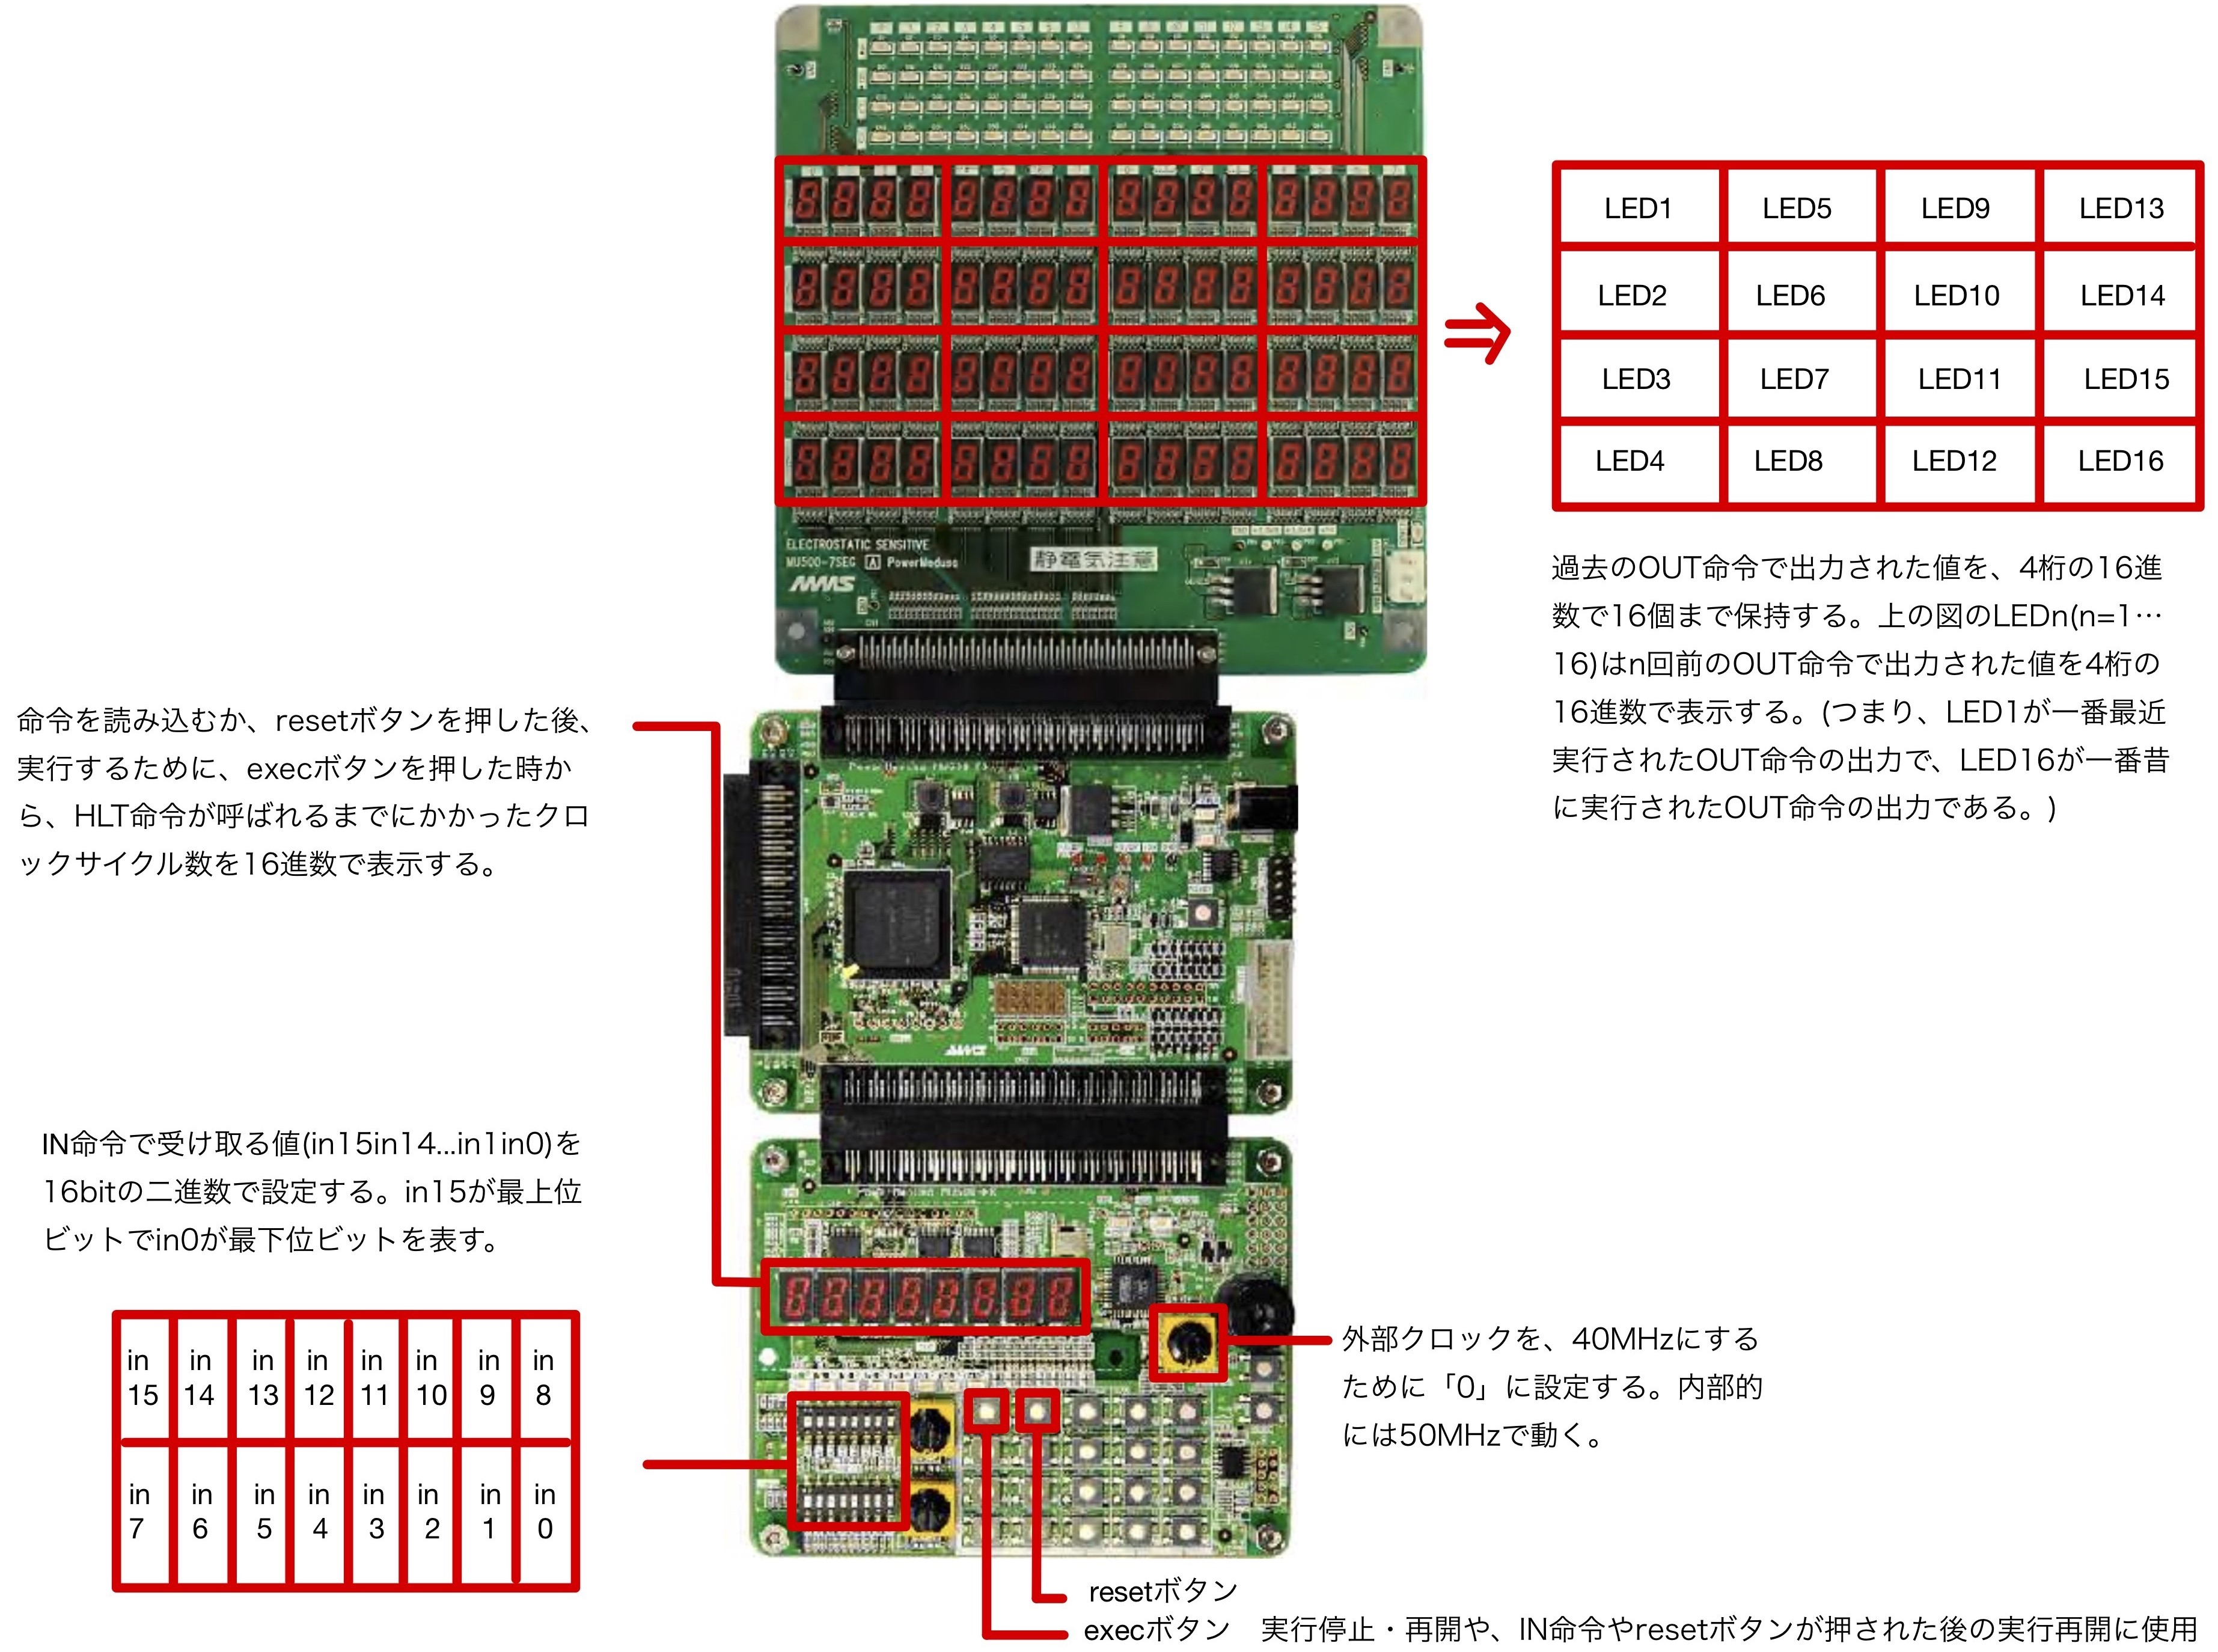 LED1 LED5 LED9 LED13
LED2 LED6 LED10 LED14
LED3 LED7 LED11 LED15
LED4 LED8 LED12 LED16
ELECTROSTATIC SENSITIVE
MU500-7SEG A PowerMedusa
MMS
静電気注意
過去のOUT命令で出力された値を、4桁の16進
数で16個まで保持する。上の図のLEDn(n=1…
16)はn回前のOUT命令で出力された値を4桁の
16進数で表示する。(つまり、LED1が一番最近
実行されたOUT命令の出力で、LED16が一番昔
に実行されたOUT命令の出力である。)
命令を読み込むか、resetボタンを押した後、
実行するために、execボタンを押した時か
ら、HLT命令が呼ばれるまでにかかったクロ
ックサイクル数を16進数で表示する。
IN命令で受け取る値(in15in14...in1in0)を
16bitの二進数で設定する。in15が最上位
ビットでin0が最下位ビットを表す。
in in in in in in in in
15 14 13 12 11 10 9 8
in in in in in in in in
7 6 5 4 3 2 1 0
外部クロックを、40MHzにする
ために「0」に設定する。内部的
には50MHzで動く。
resetボタン
execボタン 実行停止・再開や、IN命令やresetボタンが押された後の実行再開に使用